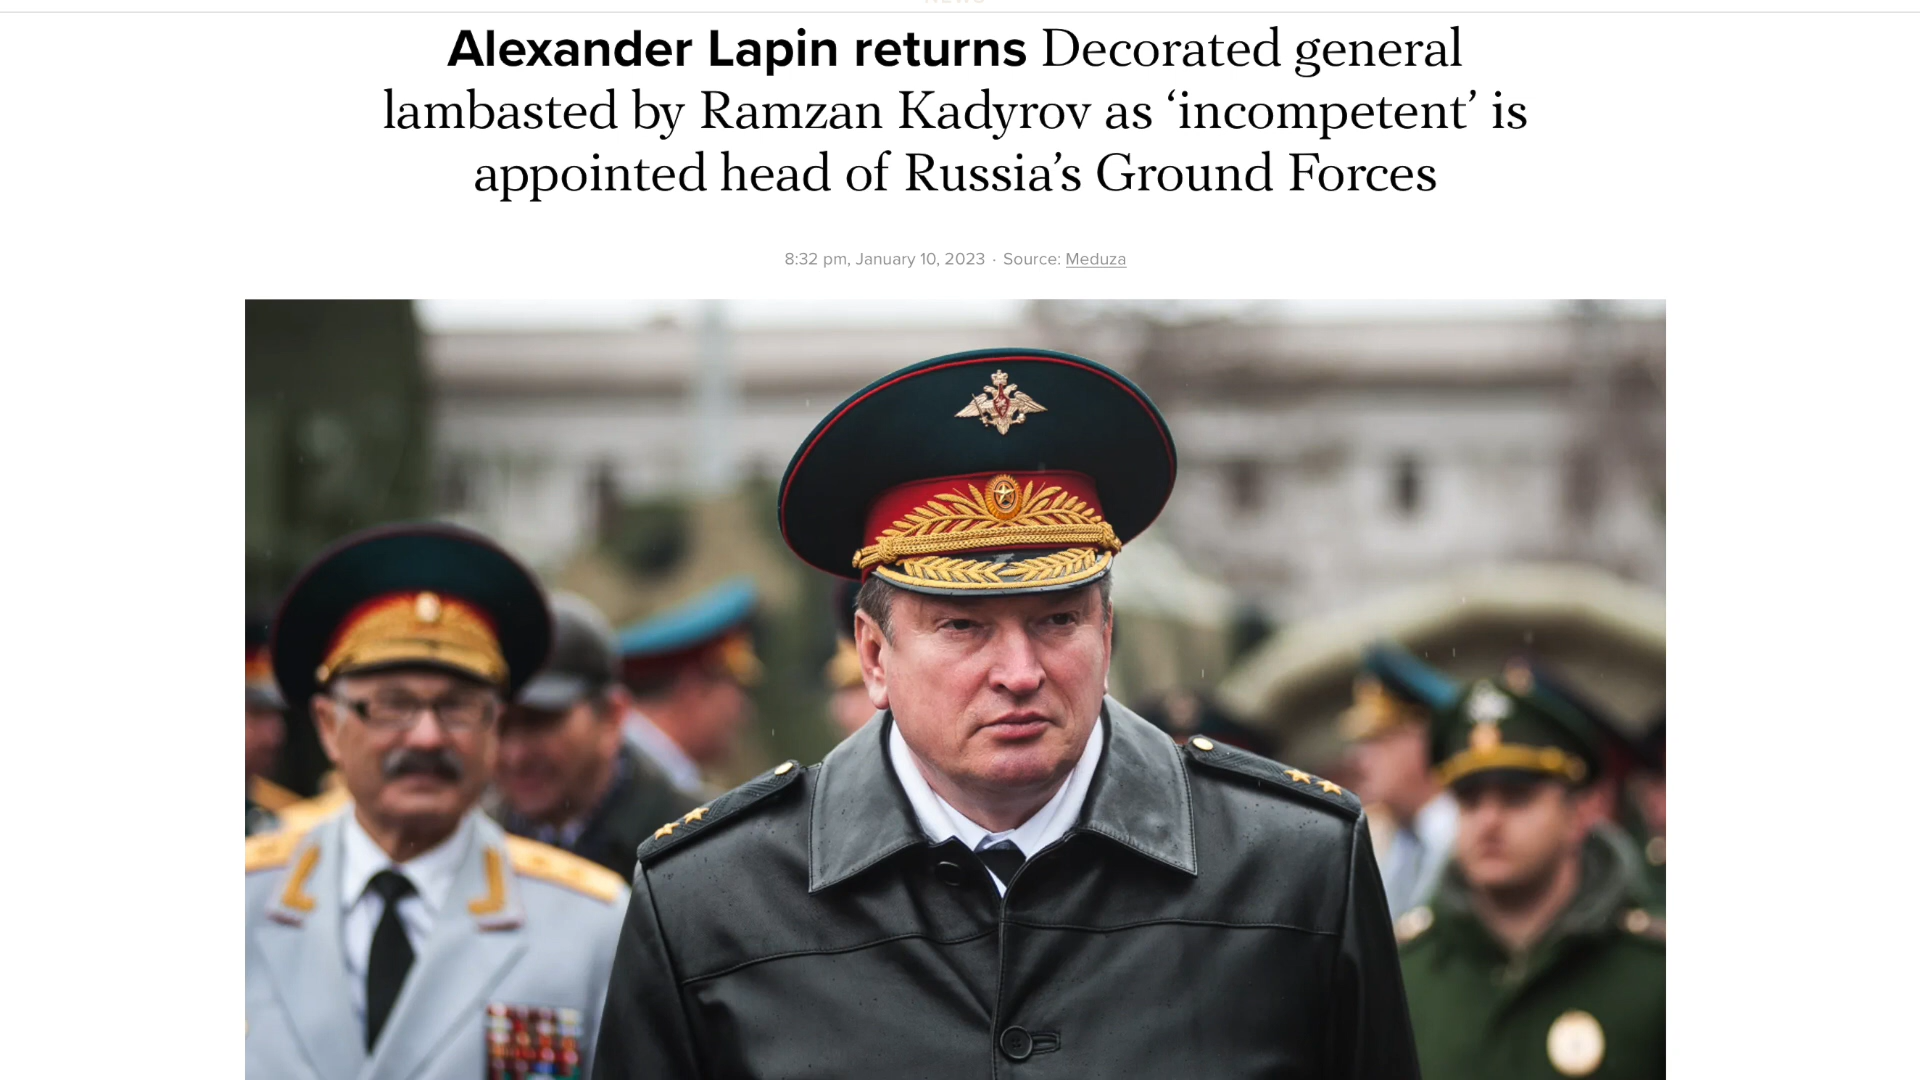 NEWS
Alexander Lapin returns Decorated general
lambasted by Ramzan Kadyrov as ‘incompetent’ is
appointed head of Russia’s Ground Forces
8:32 pm, January 10, 2023 · Source: Meduza